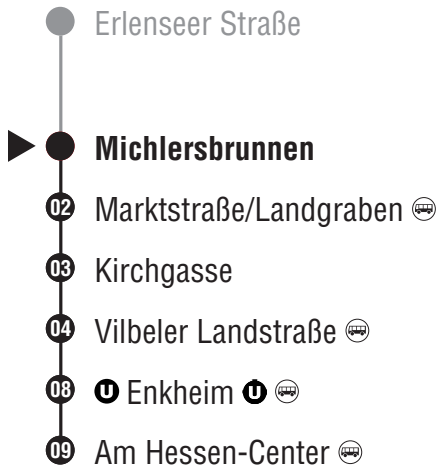 Erlenseer Straße
Michlersbrunnen
02 Marktstraße/Landgraben
03 Kirchgasse
04 Vilbeler Landstraße
08 U Enkheim U
09 Am Hessen-Center